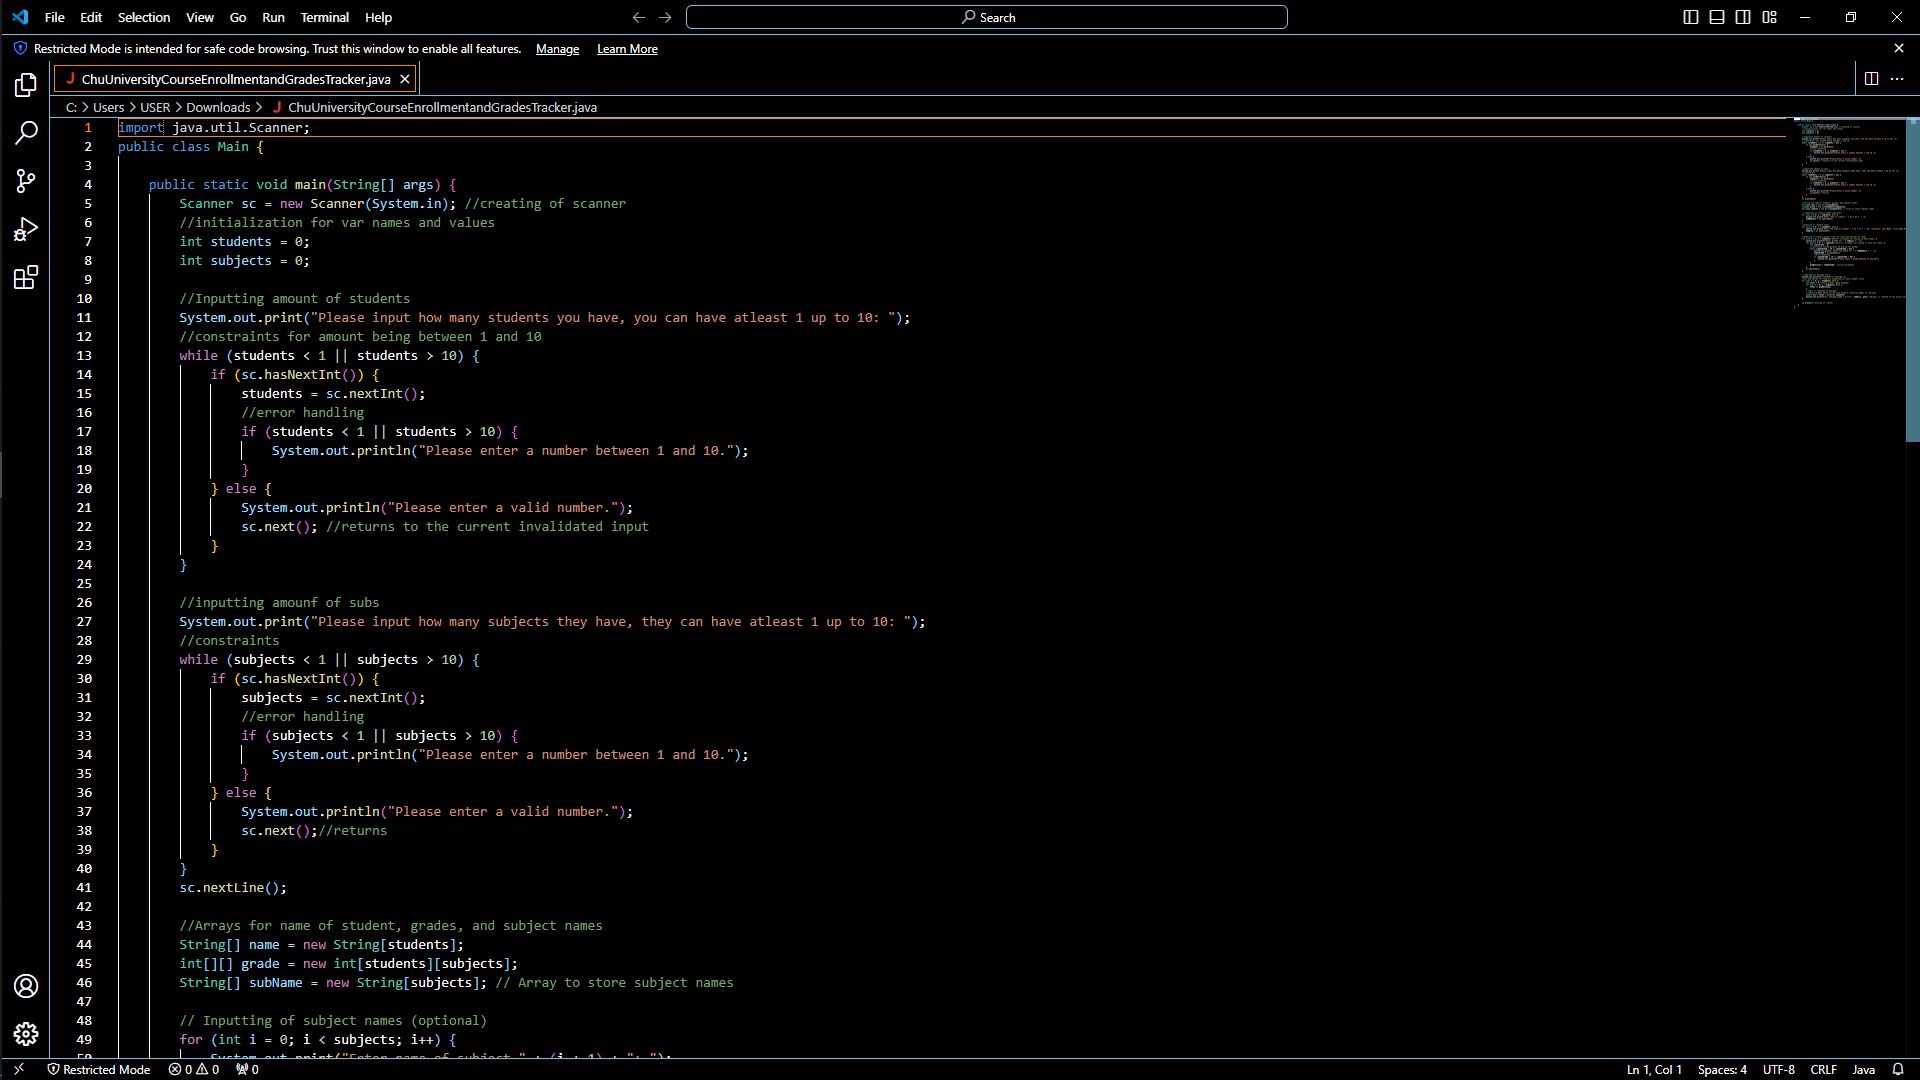 File Edit Selection View Go Run Terminal Help Search
Restricted Mode is intended for safe code browsing. Trust this window to enable all features. Manage Learn More
J ChuUniversityCourseEnrollmentandGradesTracker.java
C: > Users > USER > Downloads > J ChuUniversityCourseEnrollmentandGradesTracker.java
1 import java.util.Scanner;
2 public class Main {
3
4 public static void main(String[] args) {
5 Scanner sc = new Scanner(System.in); //creating of scanner
6 //initialization for var names and values
7 int students = 0;
8 int subjects = 0;
9
10 //Inputting amount of students
11 System.out.print("Please input how many students you have, you can have atleast 1 up to 10: ");
12 //constraints for amount being between 1 and 10
13 while (students < 1 || students > 10) {
14 if (sc.hasNextInt()) {
15 students = sc.nextInt();
16 //error handling
17 if (students < 1 || students > 10) {
18 System.out.println("Please enter a number between 1 and 10.");
19 }
20 } else {
21 System.out.println("Please enter a valid number.");
22 sc.next(); //returns to the current invalidated input
23 }
24 }
25
26 //inputting amounf of subs
27 System.out.print("Please input how many subjects they have, they can have atleast 1 up to 10: ");
28 //constraints
29 while (subjects < 1 || subjects > 10) {
30 if (sc.hasNextInt()) {
31 subjects = sc.nextInt();
32 //error handling
33 if (subjects < 1 || subjects > 10) {
34 System.out.println("Please enter a number between 1 and 10.");
35 }
36 } else {
37 System.out.println("Please enter a valid number.");
38 sc.next();//returns
39 }
40 }
41 sc.nextLine();
42
43 //Arrays for name of student, grades, and subject names
44 String[] name = new String[students];
45 int[][] grade = new int[students][subjects];
46 String[] subName = new String[subjects]; // Array to store subject names
47
48 // Inputting of subject names (optional)
49 for (int i = 0; i < subjects; i++) {
50 System.out.print("Enter name of subject " + (i + 1) + ": ");
Restricted Mode 0 0 0 Ln 1, Col 1 Spaces: 4 UTF-8 CRLF Java